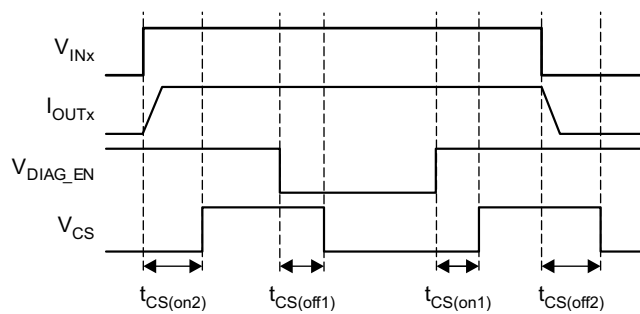 V_INx
I_OUTx
V_DIAG_EN
V_CS
t_CS(on2) t_CS(off1) t_CS(on1) t_CS(off2)